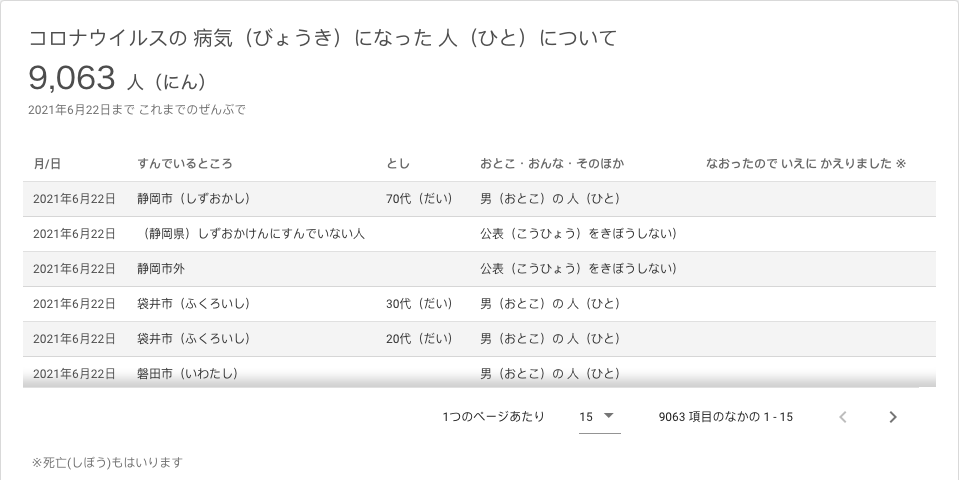 コロナウイルスの 病気（びょうき）になった 人（ひと）について
9,063 人（にん）
2021年6月22日まで これまでのぜんぶで
月/日 すんでいるところ とし おとこ・おんな・そのほか なおったので いえに かえりました ※
2021年6月22日 静岡市（しずおかし） 70代（だい） 男（おとこ）の 人（ひと）
2021年6月22日 （静岡県）しずおかけんにすんでいない人 公表（こうひょう）をきぼうしない）
2021年6月22日 静岡市外 公表（こうひょう）をきぼうしない）
2021年6月22日 袋井市（ふくろいし） 30代（だい） 男（おとこ）の 人（ひと）
2021年6月22日 袋井市（ふくろいし） 20代（だい） 男（おとこ）の 人（ひと）
2021年6月22日 磐田市（いわたし） 男（おとこ）の 人（ひと）
1つのページあたり 15 9063 項目のなかの 1 - 15
※死亡(しぼう)もはいります